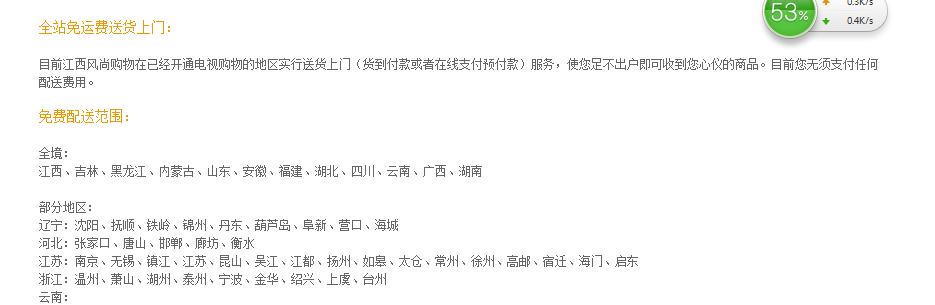 53%
0.3K/s
0.4K/s
全站免运费送货上门：
目前江西风尚购物在已经开通电视购物的地区实行送货上门（货到付款或者在线支付预付款）服务，使您足不出户即可收到您心仪的商品。目前您无须支付任何
配送费用。
免费配送范围：
全境：
江西、吉林、黑龙江、内蒙古、山东、安徽、福建、湖北、四川、云南、广西、湖南
部分地区：
辽宁：沈阳、抚顺、铁岭、锦州、丹东、葫芦岛、阜新、营口、海城
河北：张家口、唐山、邯郸、廊坊、衡水
江苏：南京、无锡、镇江、江苏、昆山、吴江、江都、扬州、如皋、太仓、常州、徐州、高邮、宿迁、海门、启东
浙江：温州、萧山、湖州、泰州、宁波、金华、绍兴、上虞、台州
云南：